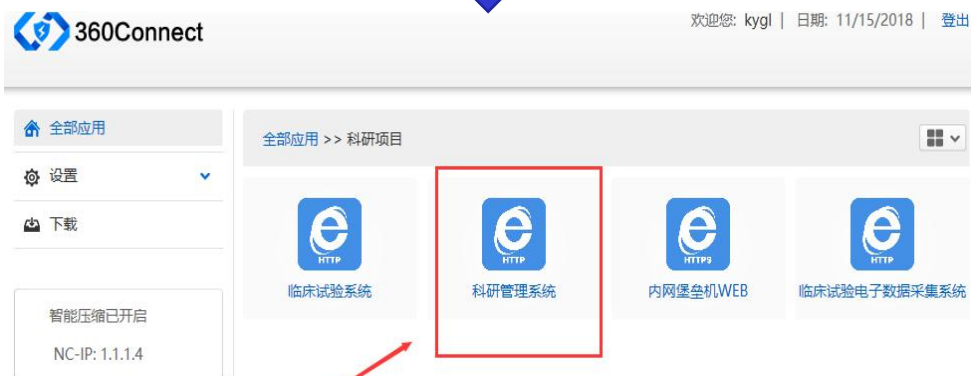 360Connect
欢迎您: kygl | 日期: 11/15/2018 | 登出
全部应用
设置
下载
智能压缩已开启
NC-IP: 1.1.1.4
全部应用 >> 科研项目
HTTP
临床试验系统
HTTP
科研管理系统
HTTPS
内网堡垒机WEB
HTTP
临床试验电子数据采集系统